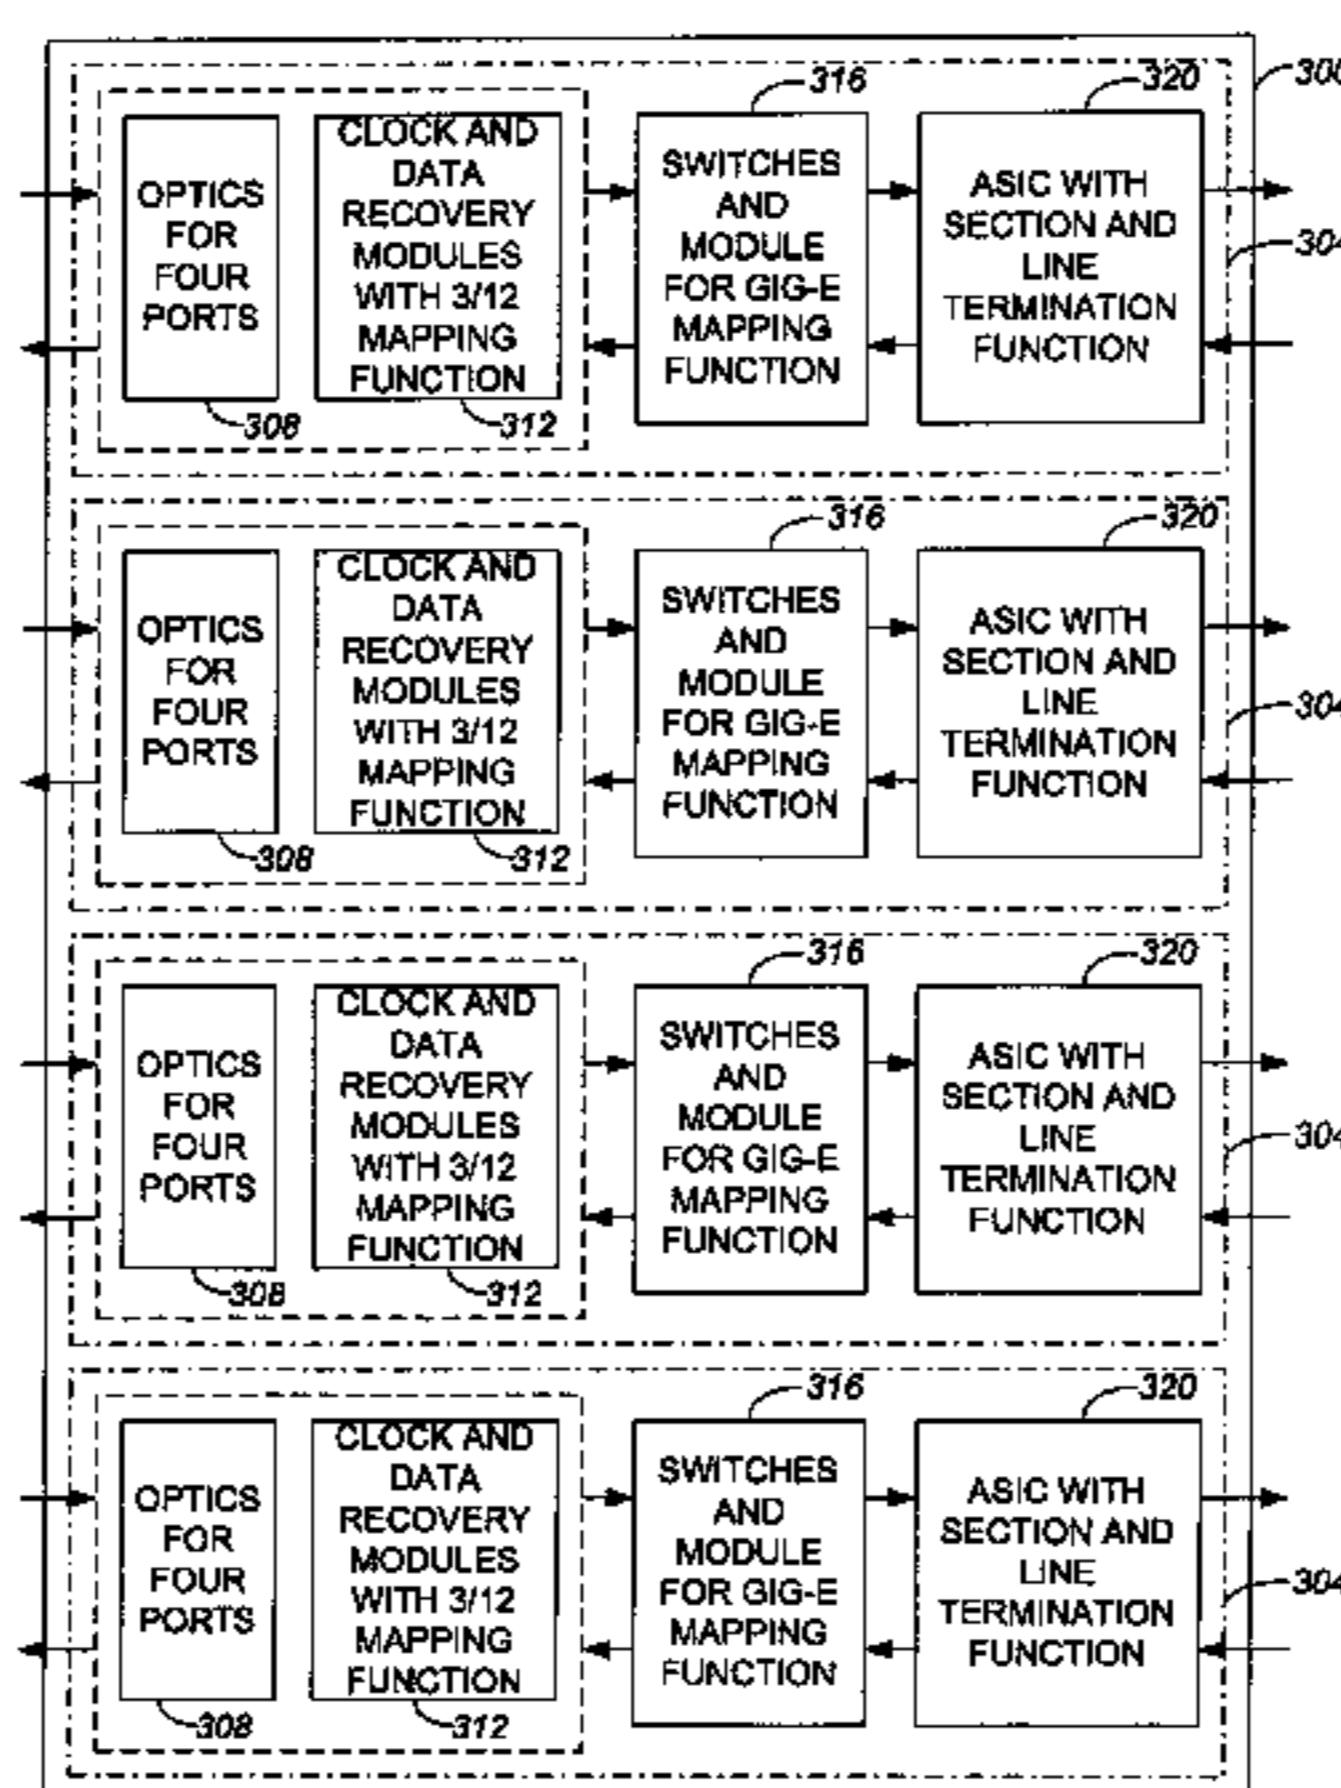 316
320
300
OPTICS
FOR
FOUR
PORTS
CLOCK AND
DATA
RECOVERY
MODULES
WITH 3/12
MAPPING
FUNCTION
SWITCHES
AND
MODULE
FOR GIG-E
MAPPING
FUNCTION
ASIC WITH
SECTION AND
LINE
TERMINATION
FUNCTION
304
308
312
316
320
OPTICS
FOR
FOUR
PORTS
CLOCK AND
DATA
RECOVERY
MODULES
WITH 3/12
MAPPING
FUNCTION
SWITCHES
AND
MODULE
FOR GIG-E
MAPPING
FUNCTION
ASIC WITH
SECTION AND
LINE
TERMINATION
FUNCTION
304
308
312
316
320
OPTICS
FOR
FOUR
PORTS
CLOCK AND
DATA
RECOVERY
MODULES
WITH 3/12
MAPPING
FUNCTION
SWITCHES
AND
MODULE
FOR GIG-E
MAPPING
FUNCTION
ASIC WITH
SECTION AND
LINE
TERMINATION
FUNCTION
304
308
312
316
320
OPTICS
FOR
FOUR
PORTS
CLOCK AND
DATA
RECOVERY
MODULES
WITH 3/12
MAPPING
FUNCTION
SWITCHES
AND
MODULE
FOR GIG-E
MAPPING
FUNCTION
ASIC WITH
SECTION AND
LINE
TERMINATION
FUNCTION
304
308
312